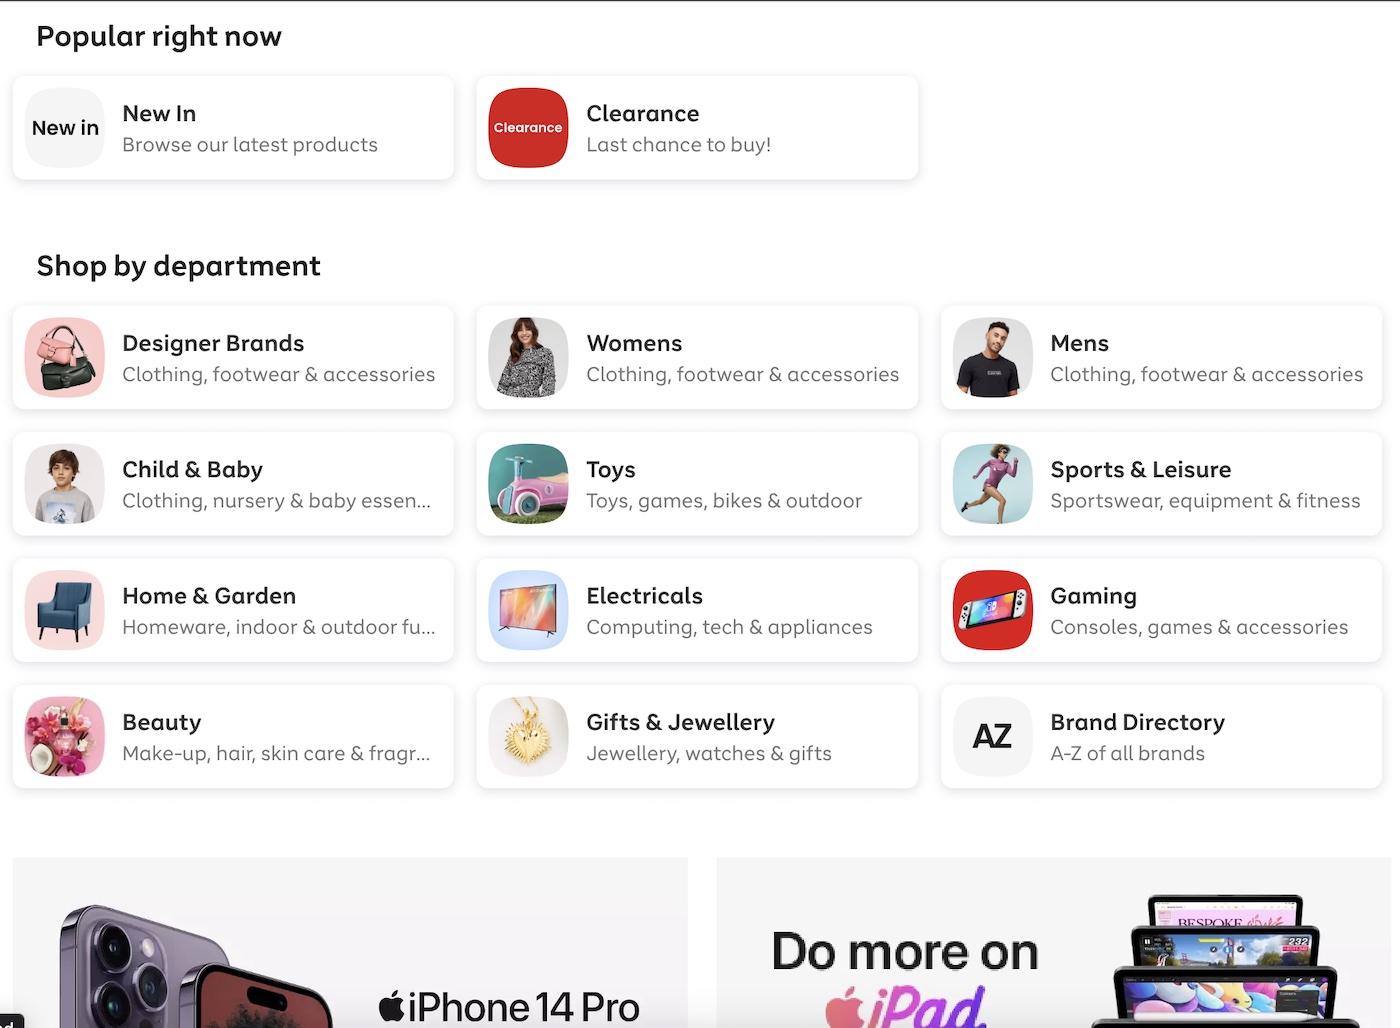 Popular right now
New in
New In
Browse our latest products
Clearance
Clearance
Last chance to buy!
Shop by department
Designer Brands
Clothing, footwear & accessories
Womens
Clothing, footwear & accessories
Mens
Clothing, footwear & accessories
Child & Baby
Clothing, nursery & baby essen...
Toys
Toys, games, bikes & outdoor
Sports & Leisure
Sportswear, equipment & fitness
Home & Garden
Homeware, indoor & outdoor fu...
Electricals
Computing, tech & appliances
Gaming
Consoles, games & accessories
Beauty
Make-up, hair, skin care & fragr...
Gifts & Jewellery
Jewellery, watches & gifts
AZ
Brand Directory
A-Z of all brands
iPhone 14 Pro
Do more on
iPad.
BESPOKE
232